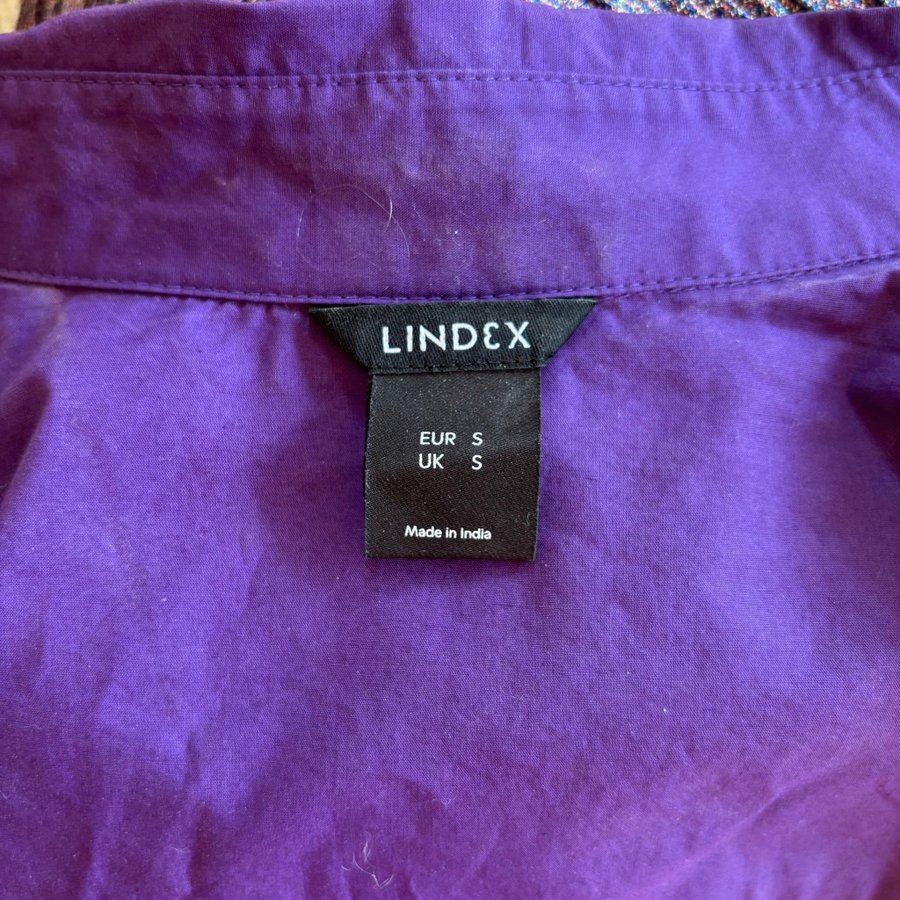 LINDEX
EUR S
UK S
Made in India